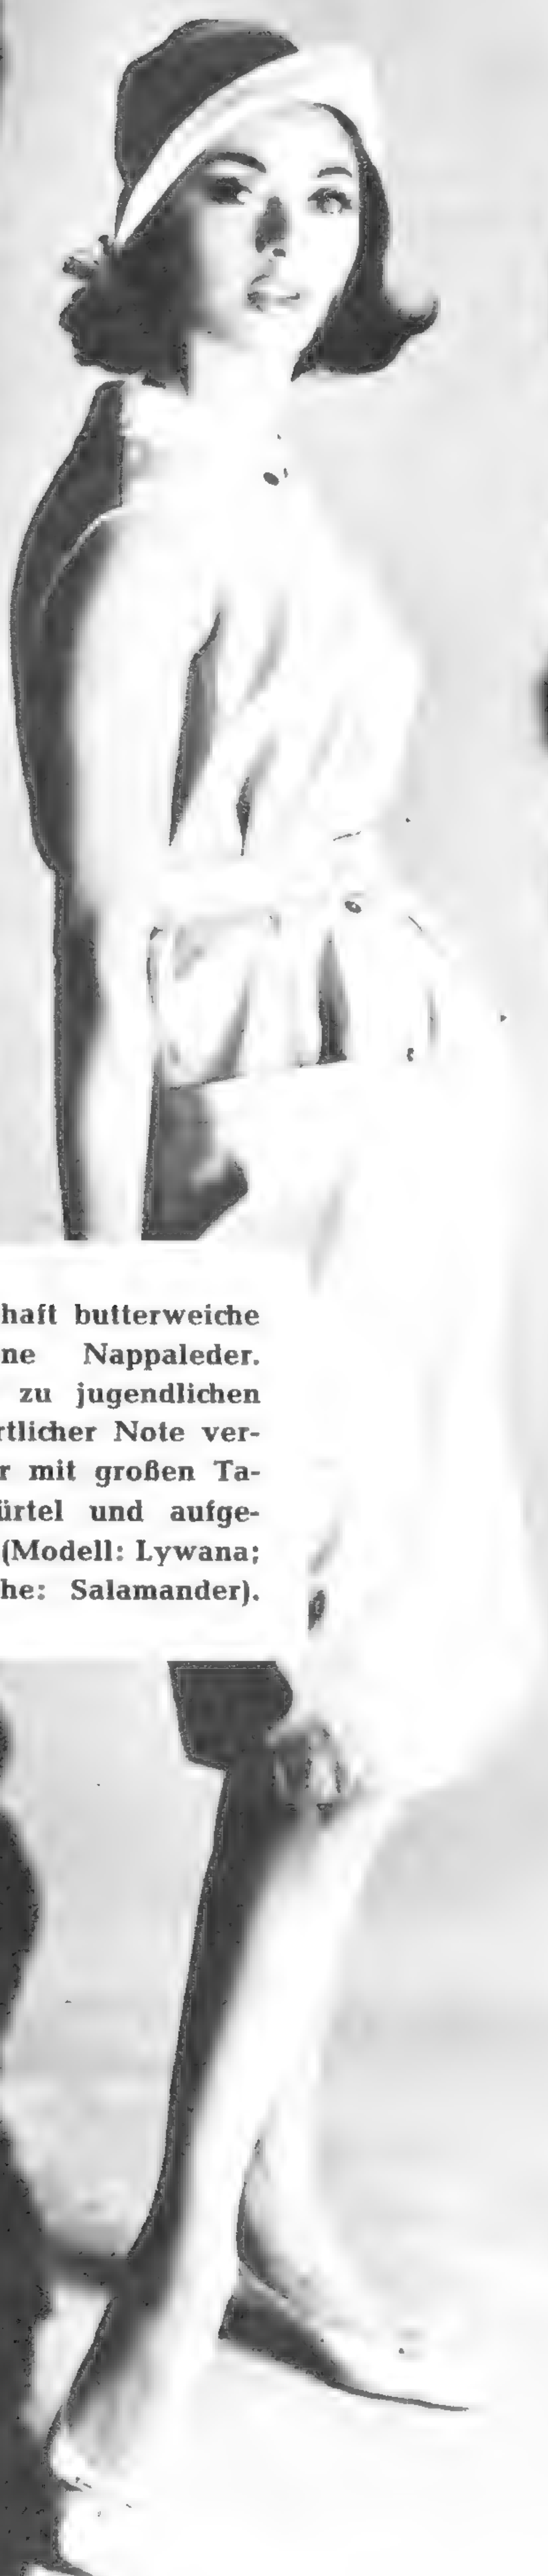 haft butterweiche
ne Nappaleder.
zu jugendlichen
rtlicher Note ver-
r mit großen Ta-
ürtel und aufge-
(Modell: Lywana;
he: Salamander).